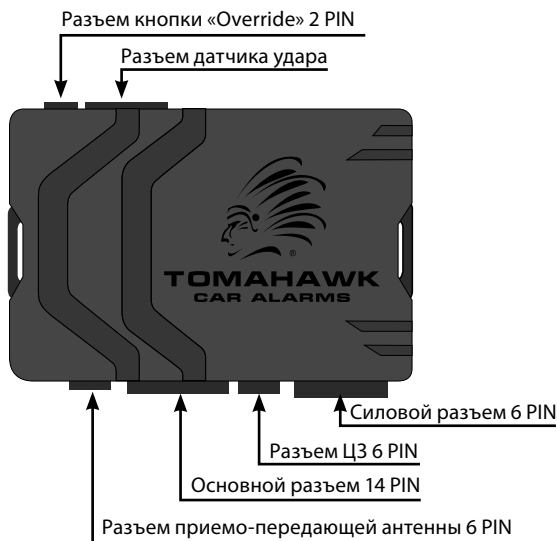 Разъем кнопки «Override» 2 PIN
Разъем датчика удара
®
TOMAHAWK
CAR ALARMS
Силовой разъем 6 PIN
Разъем ЦЗ 6 PIN
Основной разъем 14 PIN
Разъем приемо-передающей антенны 6 PIN